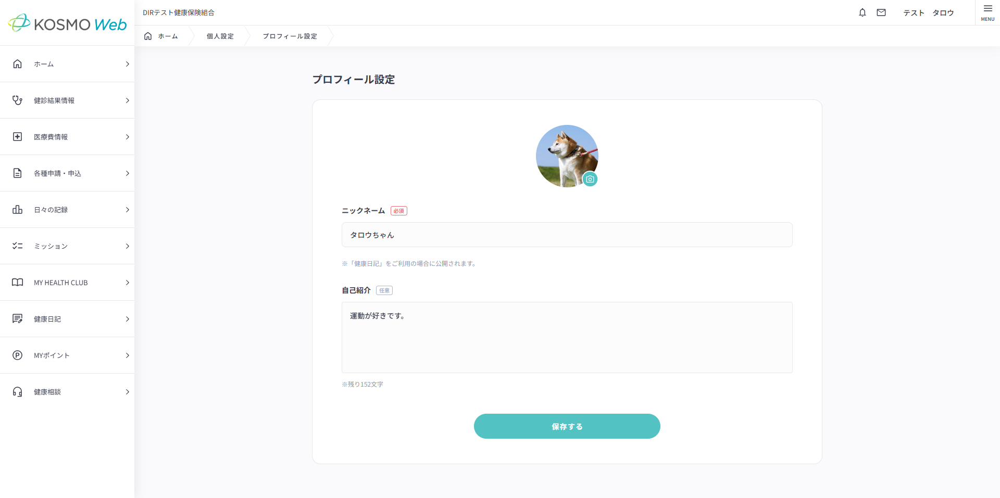 KOSMO Web
DIRテスト健康保険組合
テスト　タロウ
MENU
ホーム
個人設定
プロフィール設定
ホーム
健診結果情報
医療費情報
各種申請・申込
日々の記録
ミッション
MY HEALTH CLUB
健康日記
MYポイント
健康相談
プロフィール設定
ニックネーム 必須
タロウちゃん
※「健康日記」をご利用の場合に公開されます。
自己紹介 任意
運動が好きです。
※残り152文字
保存する